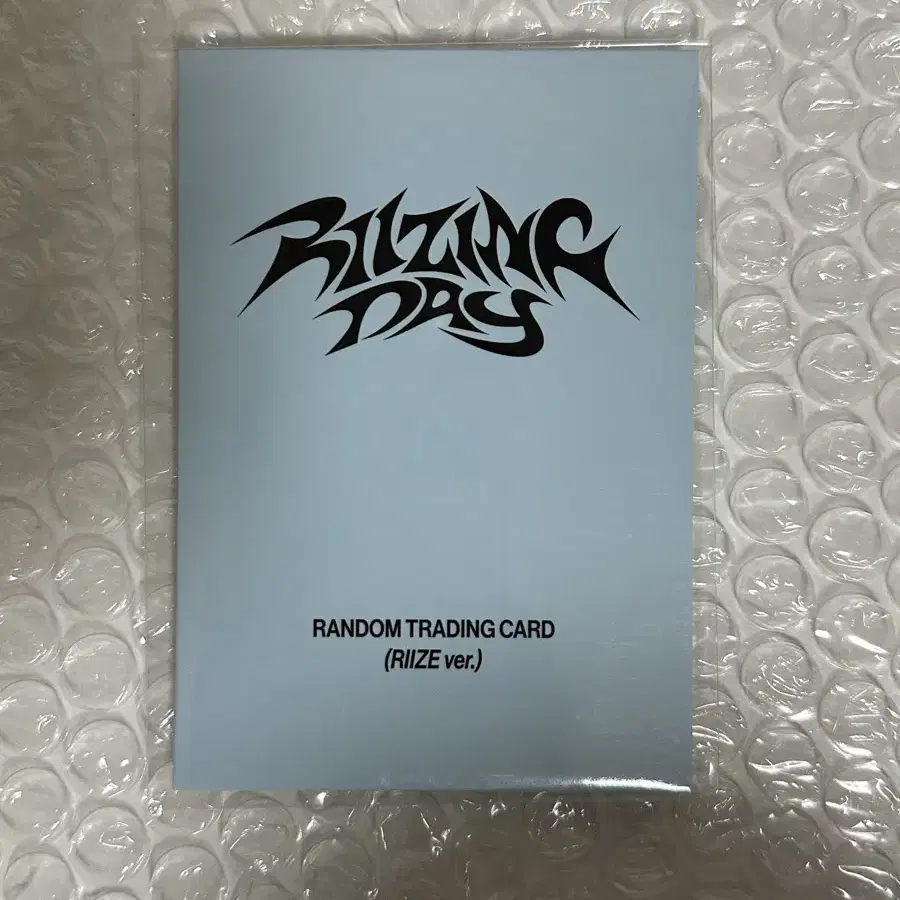 RIIZING
DAY
RANDOM TRADING CARD
(RIIZE ver.)